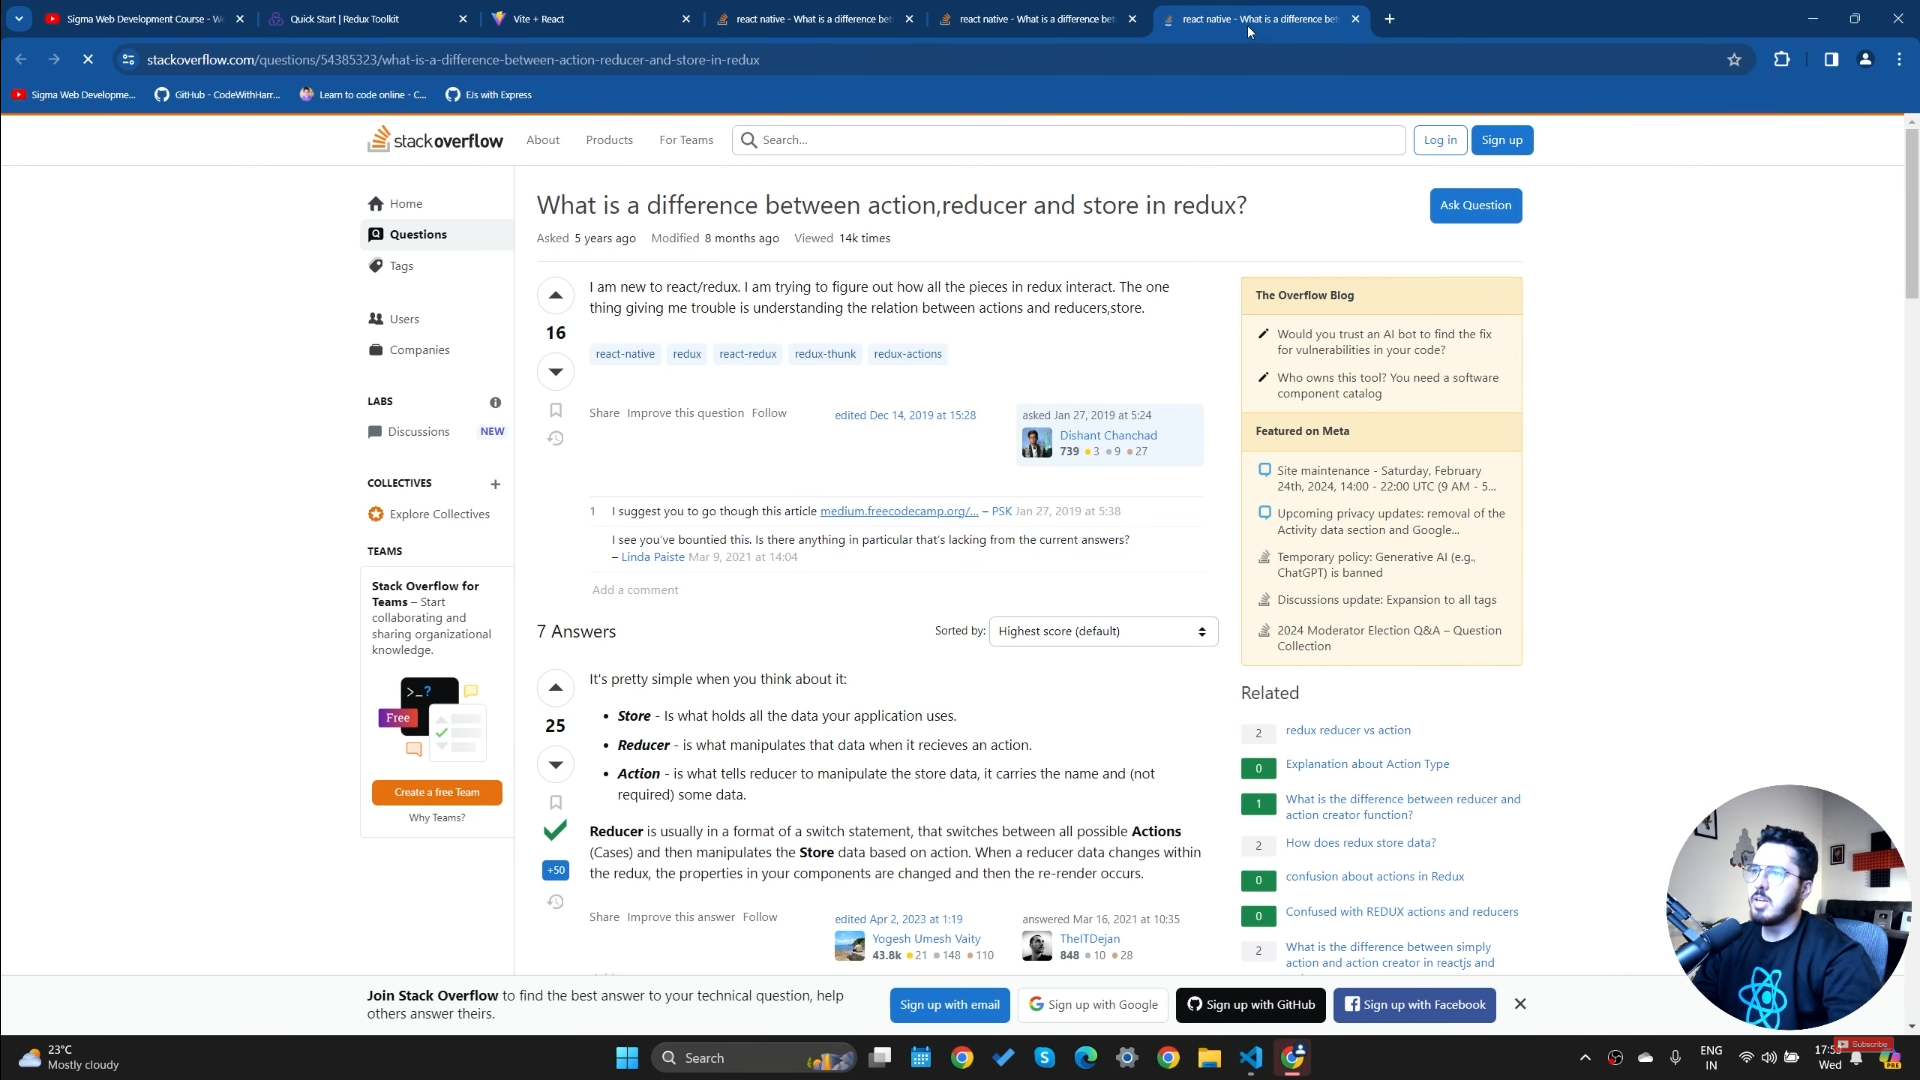 Sigma Web Development Course - W
Quick Start | Redux Toolkit
Vite + React
react native - What is a difference bet
react native - What is a difference bet
react native - What is a difference bet
stackoverflow.com/questions/54385323/what-is-a-difference-between-action-reducer-and-store-in-redux
Sigma Web Developme...
GitHub - CodeWithHarr...
Learn to code online - C...
EJs with Express
stackoverflow
About
Products
For Teams
Search...
Log in
Sign up
Home
Questions
Tags
Users
Companies
LABS
Discussions
NEW
COLLECTIVES
Explore Collectives
TEAMS
Stack Overflow for
Teams – Start
collaborating and
sharing organizational
knowledge.
>_?
Free
Create a free Team
Why Teams?
What is a difference between action,reducer and store in redux?
Ask Question
Asked 5 years ago Modified 8 months ago Viewed 14k times
16
I am new to react/redux. I am trying to figure out how all the pieces in redux interact. The one
thing giving me trouble is understanding the relation between actions and reducers,store.
react-native redux react-redux redux-thunk redux-actions
Share Improve this question Follow
edited Dec 14, 2019 at 15:28
asked Jan 27, 2019 at 5:24
Dishant Chanchad
739 3 9 27
1 I suggest you to go though this article medium.freecodecamp.org/... – PSK Jan 27, 2019 at 5:38
I see you've bountied this. Is there anything in particular that's lacking from the current answers?
– Linda Paiste Mar 9, 2021 at 14:04
Add a comment
7 Answers
Sorted by: Highest score (default)
25
+50
It's pretty simple when you think about it:
• Store - Is what holds all the data your application uses.
• Reducer - is what manipulates that data when it recieves an action.
• Action - is what tells reducer to manipulate the store data, it carries the name and (not
required) some data.
Reducer is usually in a format of a switch statement, that switches between all possible Actions
(Cases) and then manipulates the Store data based on action. When a reducer data changes within
the redux, the properties in your components are changed and then the re-render occurs.
Share Improve this answer Follow
edited Apr 2, 2023 at 1:19
Yogesh Umesh Vaity
43.8k 21 148 110
answered Mar 16, 2021 at 10:35
TheITDejan
848 10 28
The Overflow Blog
Would you trust an AI bot to find the fix
for vulnerabilities in your code?
Who owns this tool? You need a software
component catalog
Featured on Meta
Site maintenance - Saturday, February
24th, 2024, 14:00 - 22:00 UTC (9 AM - 5...
Upcoming privacy updates: removal of the
Activity data section and Google...
Temporary policy: Generative AI (e.g.,
ChatGPT) is banned
Discussions update: Expansion to all tags
2024 Moderator Election Q&A – Question
Collection
Related
2 redux reducer vs action
0 Explanation about Action Type
1 What is the difference between reducer and
action creator function?
2 How does redux store data?
0 confusion about actions in Redux
0 Confused with REDUX actions and reducers
2 What is the difference between simply
action and action creator in reactjs and
Join Stack Overflow to find the best answer to your technical question, help
others answer theirs.
Sign up with email
Sign up with Google
Sign up with GitHub
Sign up with Facebook
23°C
Mostly cloudy
Search
ENG
IN
Wed
Subscribe
PRE